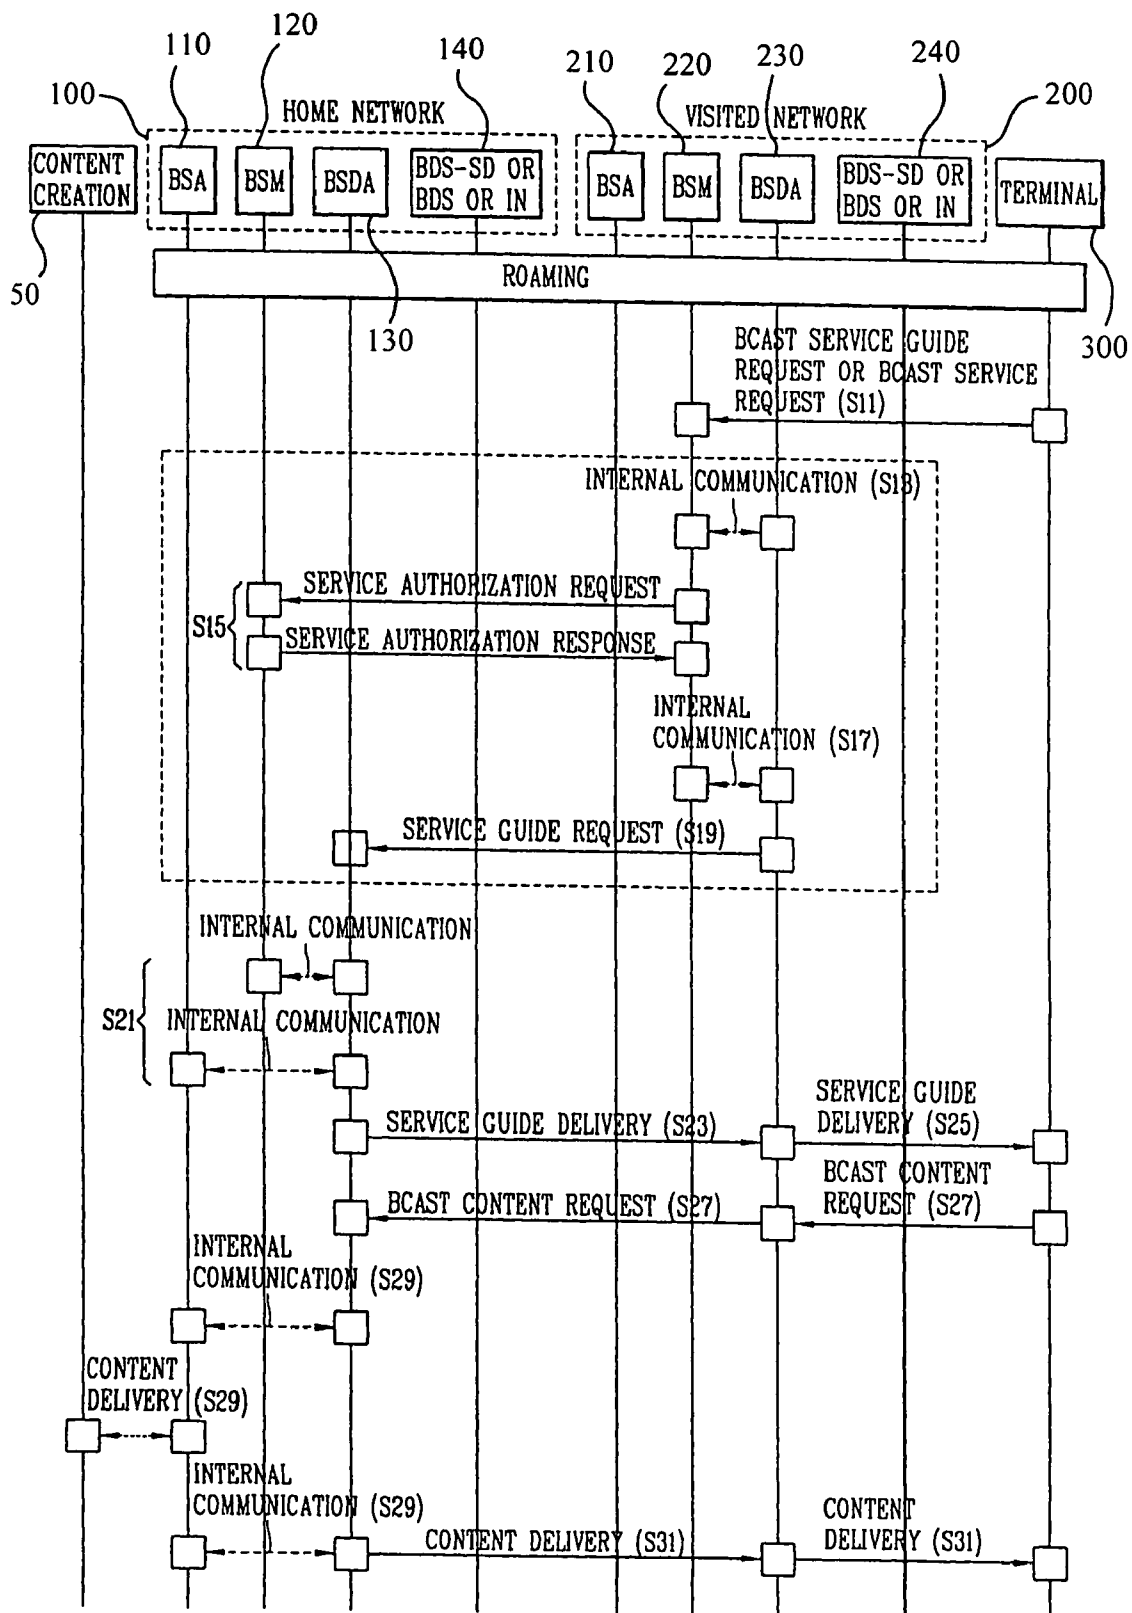 110
120
140
210
220
230
240
100
HOME NETWORK
VISITED NETWORK
200
CONTENT
CREATION
BSA
BSM
BSDA
BDS-SD OR
BDS OR IN
BSA
BSM
BSDA
BDS-SD OR
BDS OR IN
TERMINAL
50
ROAMING
130
300
BCAST SERVICE GUIDE
REQUEST OR BCAST SERVICE
REQUEST (S11)
INTERNAL COMMUNICATION (S13)
SERVICE AUTHORIZATION REQUEST
S15
SERVICE AUTHORIZATION RESPONSE
INTERNAL
COMMUNICATION (S17)
SERVICE GUIDE REQUEST (S19)
INTERNAL COMMUNICATION
S21
INTERNAL COMMUNICATION
SERVICE GUIDE DELIVERY (S23)
SERVICE GUIDE
DELIVERY (S25)
BCAST CONTENT REQUEST (S27)
BCAST CONTENT
REQUEST (S27)
INTERNAL
COMMUNICATION (S29)
CONTENT
DELIVERY (S29)
INTERNAL
COMMUNICATION (S29)
CONTENT DELIVERY (S31)
CONTENT
DELIVERY (S31)